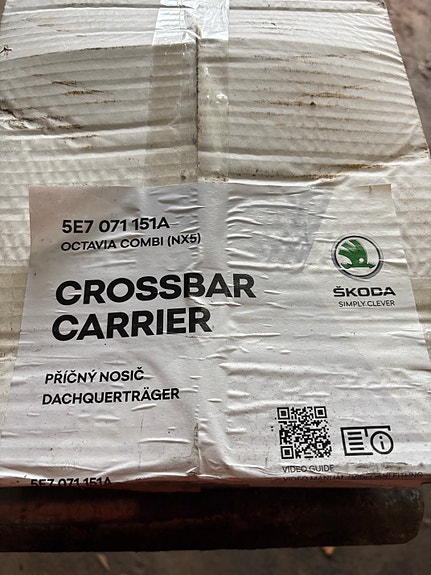 5E7 071 151A
OCTAVIA COMBI (NX5)
ŠKODA
SIMPLY CLEVER
CROSSBAR
CARRIER
PŘÍČNÝ NOSIČ
DACHQUERTRÄGER
VIDEO GUIDE
5E7 071 151A